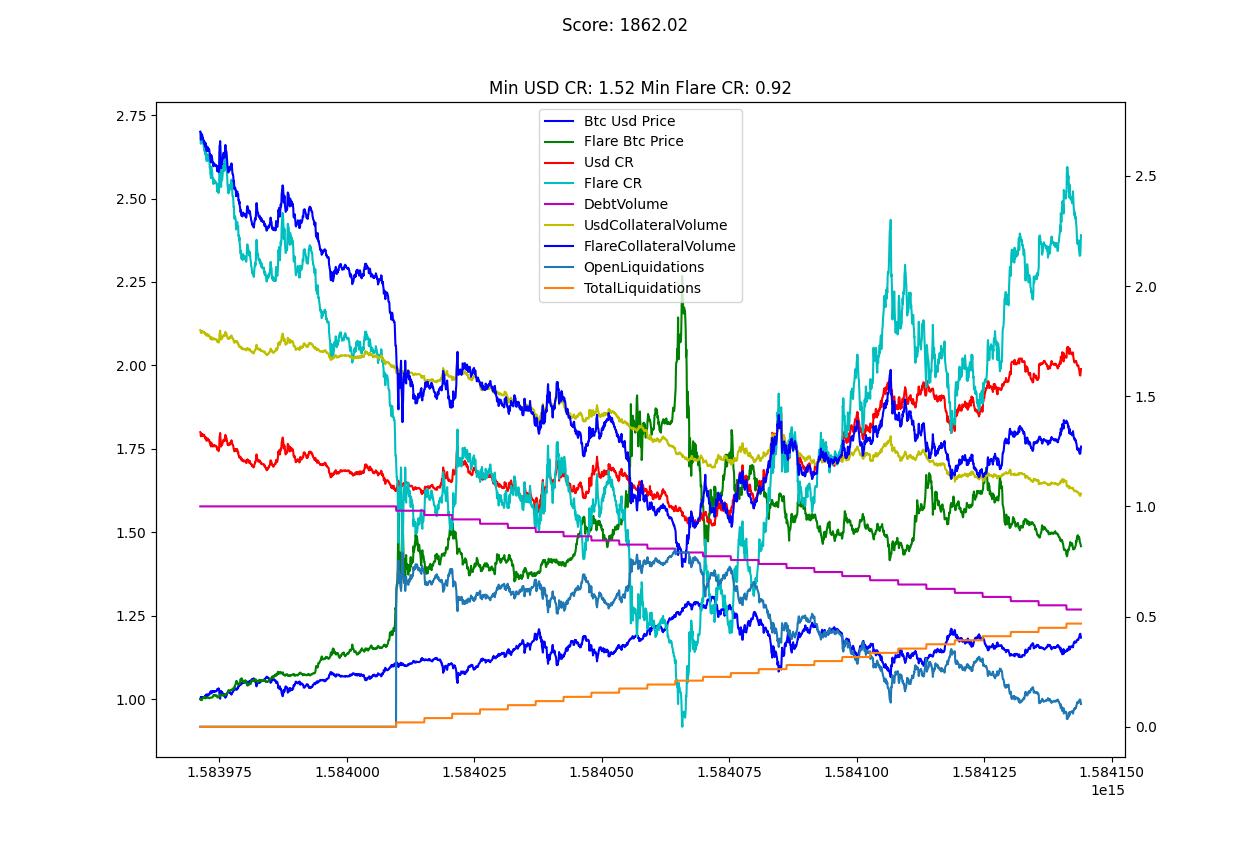 Score: 1862.02
Min USD CR: 1.52 Min Flare CR: 0.92
Btc Usd Price
Flare Btc Price
Usd CR
Flare CR
DebtVolume
UsdCollateralVolume
FlareCollateralVolume
OpenLiquidations
TotalLiquidations
2.75
2.50
2.25
2.00
1.75
1.50
1.25
1.00
2.5
2.0
1.5
1.0
0.5
0.0
1.583975 1.584000 1.584025 1.584050 1.584075 1.584100 1.584125 1.584150
1e15